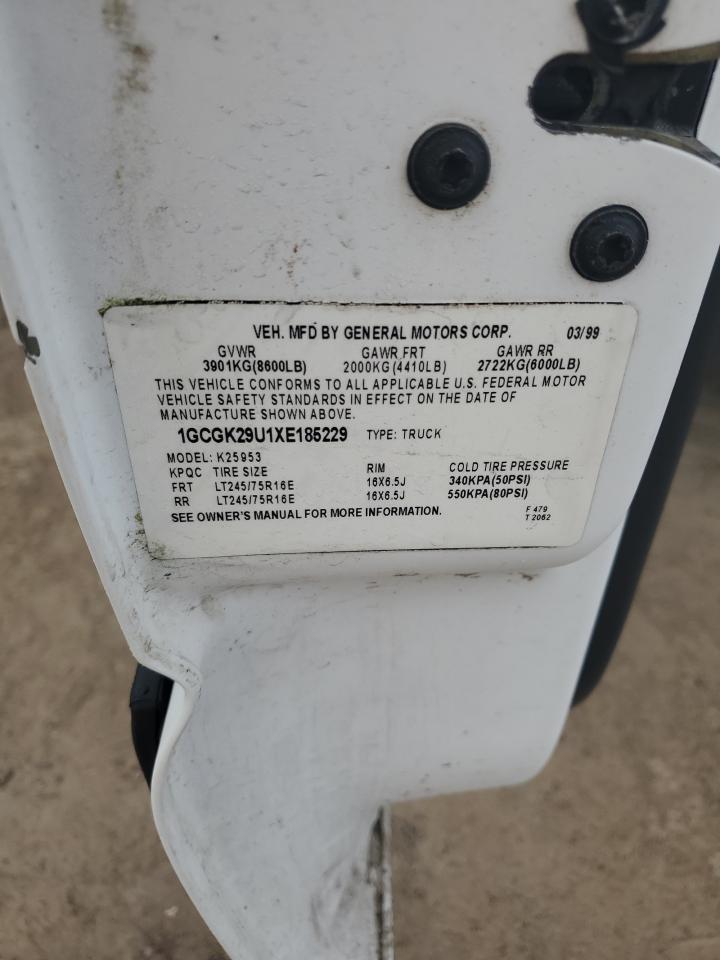 VEH. MFD BY GENERAL MOTORS CORP. 03/99
GVWR GAWR FRT GAWR RR
3901KG(8600LB) 2000KG(4410LB) 2722KG(6000LB)
THIS VEHICLE CONFORMS TO ALL APPLICABLE U.S. FEDERAL MOTOR
VEHICLE SAFETY STANDARDS IN EFFECT ON THE DATE OF
MANUFACTURE SHOWN ABOVE.
1GCGK29U1XE185229 TYPE: TRUCK
MODEL: K25953
KPQC TIRE SIZE RIM COLD TIRE PRESSURE
FRT LT245/75R16E 16X6.5J 340KPA(50PSI)
RR LT245/75R16E 16X6.5J 550KPA(80PSI)
SEE OWNER'S MANUAL FOR MORE INFORMATION. F 479
T 2062